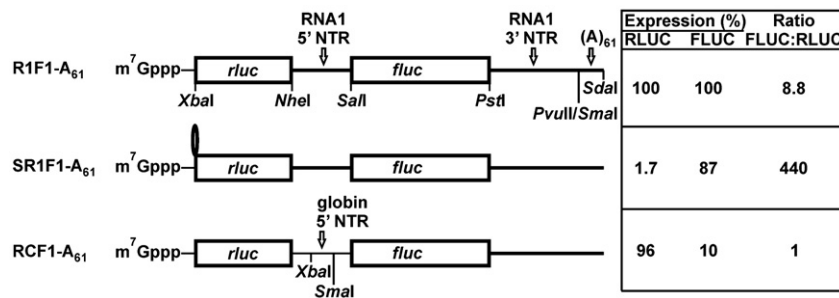 RNA1 RNA1
5' NTR 3' NTR (A)61
Expression (%) Ratio
RLUC FLUC FLUC:RLUC
R1F1-A61 m7Gppp rluc fluc 100 100 8.8
XbaI NheI SalI PstI SdaI
PvuII/SmaI
SR1F1-A61 m7Gppp rluc fluc 1.7 87 440
globin
5' NTR
RCF1-A61 m7Gppp rluc fluc 96 10 1
XbaI
SmaI